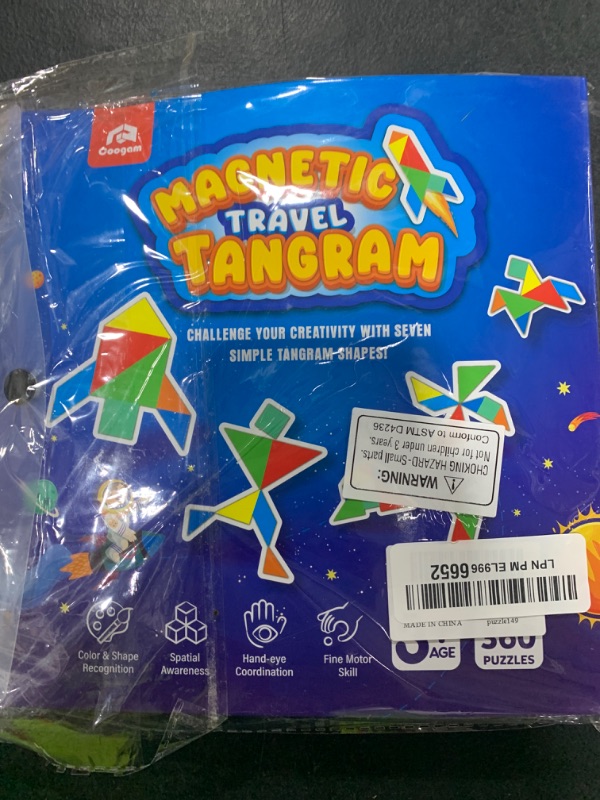 Coogam
MAGNETIC
TRAVEL
TANGRAM
CHALLENGE YOUR CREATIVITY WITH SEVEN
SIMPLE TANGRAM SHAPES!
WARNING:
CHOKING HAZARD-Small parts.
Not for children under 3 years.
Conform to ASTM D4236
LPN PM EL996 6652
MADE IN CHINA puzzle149
AGE
360
PUZZLES
Color & Shape
Recognition
Spatial
Awareness
Hand-eye
Coordination
Fine Motor
Skill